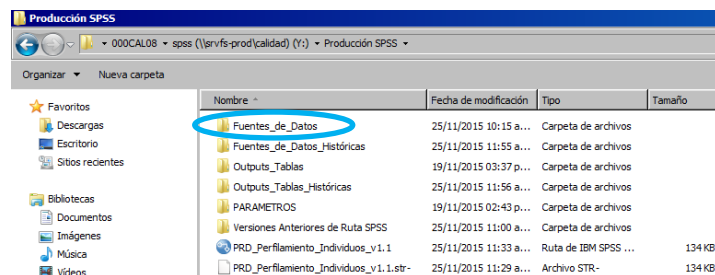 Producción SPSS
000CAL08 spss (\\srvfs-prod\calidad) (Y:) Producción SPSS
Organizar Nueva carpeta
Favoritos
Descargas
Escritorio
Sitios recientes
Bibliotecas
Documentos
Imágenes
Música
Vídeos
Nombre Fecha de modificación Tipo Tamaño
Fuentes_de_Datos 25/11/2015 10:15 a... Carpeta de archivos
Fuentes_de_Datos_Históricas 25/11/2015 11:55 a... Carpeta de archivos
Outputs_Tablas 19/11/2015 03:37 p... Carpeta de archivos
Outputs_Tablas_Históricas 25/11/2015 11:56 a... Carpeta de archivos
PARAMETROS 19/11/2015 02:43 p... Carpeta de archivos
Versiones Anteriores de Ruta SPSS 25/11/2015 11:00 a... Carpeta de archivos
PRD_Perfilamiento_Individuos_v1.1 25/11/2015 11:33 a... Ruta de IBM SPSS ... 134 KB
PRD_Perfilamiento_Individuos_v1.1.str- 25/11/2015 11:29 a... Archivo STR- 134 KB